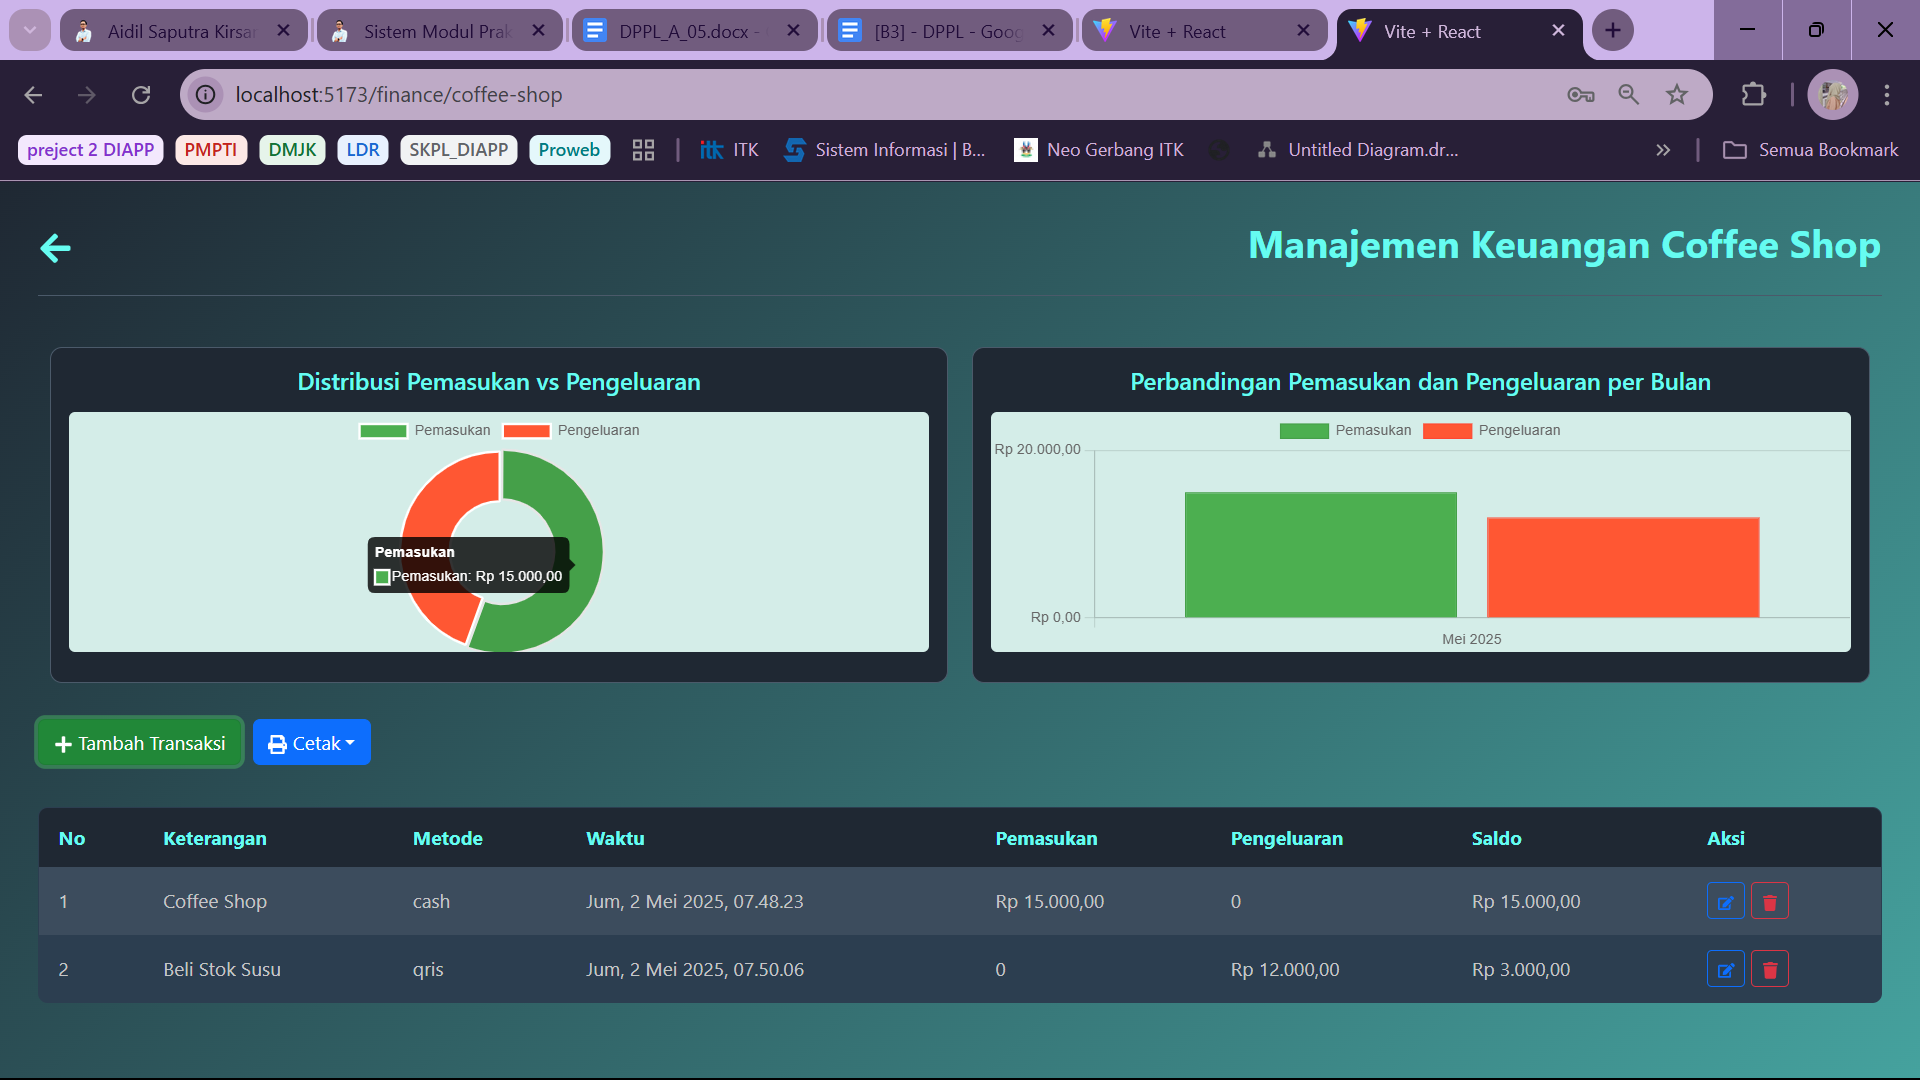 Aidil Saputra Kirsan
Sistem Modul Prak
DPPL_A_05.docx -
[B3] - DPPL - Goog
Vite + React
Vite + React
localhost:5173/finance/coffee-shop
preject 2 DIAPP
PMPTI
DMJK
LDR
SKPL_DIAPP
Proweb
itk ITK
Sistem Informasi | B...
Neo Gerbang ITK
Untitled Diagram.dr...
Semua Bookmark
Manajemen Keuangan Coffee Shop
Distribusi Pemasukan vs Pengeluaran
Pemasukan Pengeluaran
Pemasukan
Pemasukan: Rp 15.000,00
Perbandingan Pemasukan dan Pengeluaran per Bulan
Pemasukan Pengeluaran
Rp 20.000,00
Rp 0,00
Mei 2025
Tambah Transaksi
Cetak
No Keterangan Metode Waktu Pemasukan Pengeluaran Saldo Aksi
1 Coffee Shop cash Jum, 2 Mei 2025, 07.48.23 Rp 15.000,00 0 Rp 15.000,00
2 Beli Stok Susu qris Jum, 2 Mei 2025, 07.50.06 0 Rp 12.000,00 Rp 3.000,00